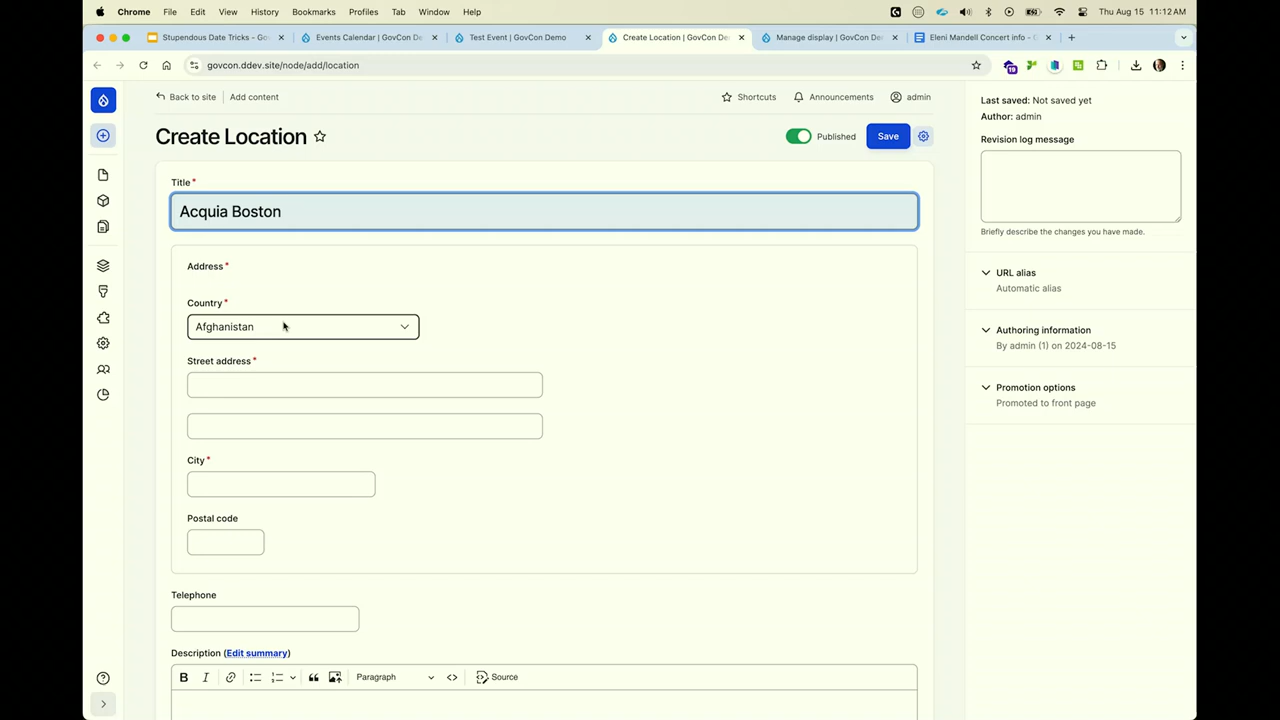 Chrome File Edit View History Bookmarks Profiles Tab Window Help Thu Aug 15 11:12 AM
Stupendous Date Tricks - Go Events Calendar | GovCon De Test Event | GovCon Demo Create Location | GovCon De Manage display | GovCon De Eleni Mandell Concert info -
govcon.ddev.site/node/add/location
19
Back to site Add content Shortcuts Announcements admin
Create Location Published Save
Title*
Acquia Boston
Address*
Country*
Afghanistan
Street address*
City*
Postal code
Telephone
Description (Edit summary)
B I Paragraph Source
Last saved: Not saved yet
Author: admin
Revision log message
Briefly describe the changes you have made.
URL alias
Automatic alias
Authoring information
By admin (1) on 2024-08-15
Promotion options
Promoted to front page